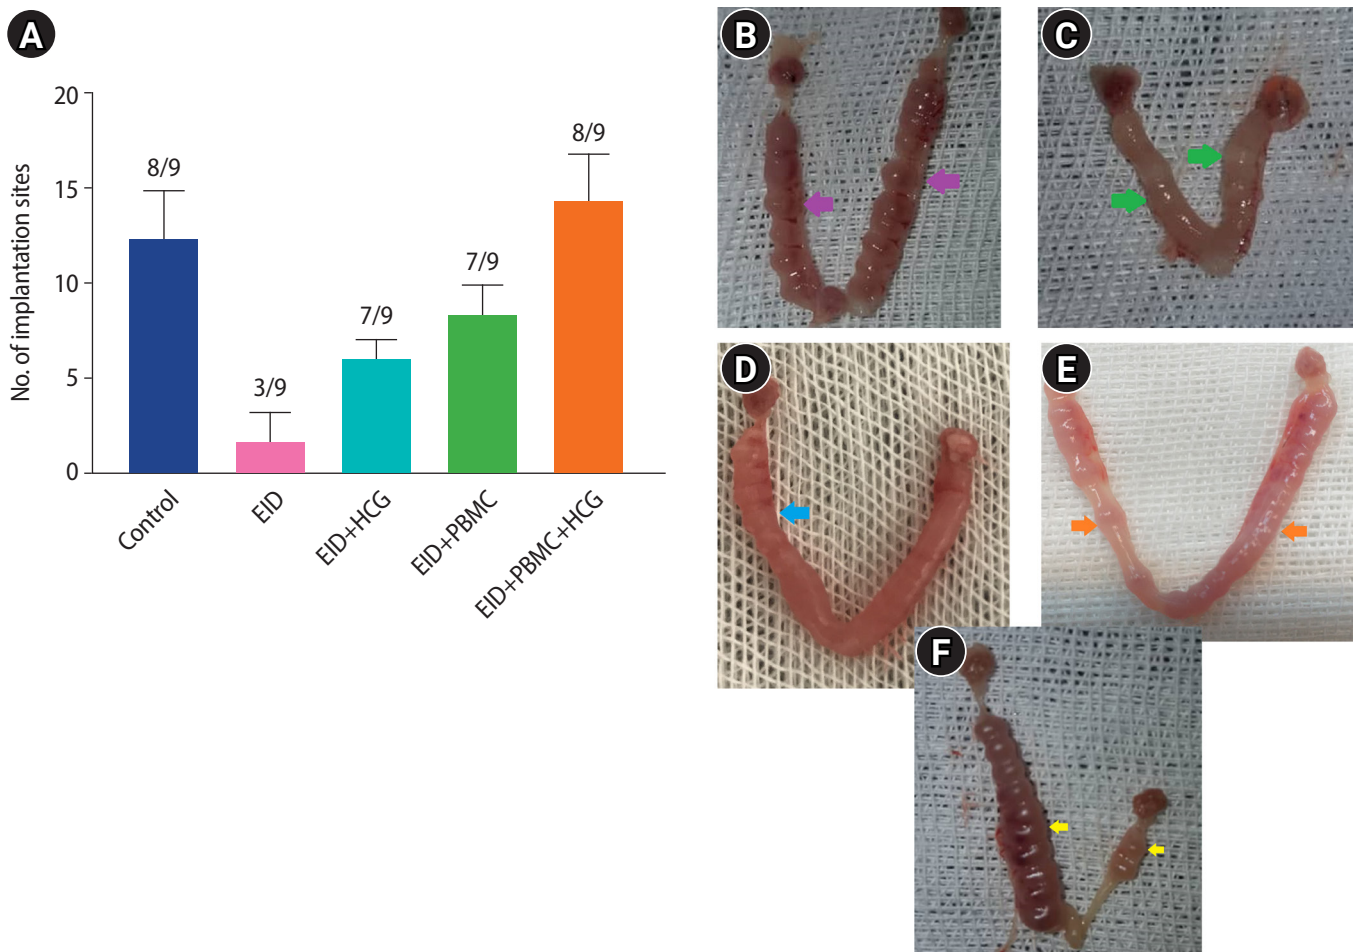 A
No. of implantation sites
20
15
10
5
0
8/9
3/9
7/9
7/9
8/9
Control
EID
EID+HCG
EID+PBMC
EID+PBMC+HCG
B
C
D
E
F